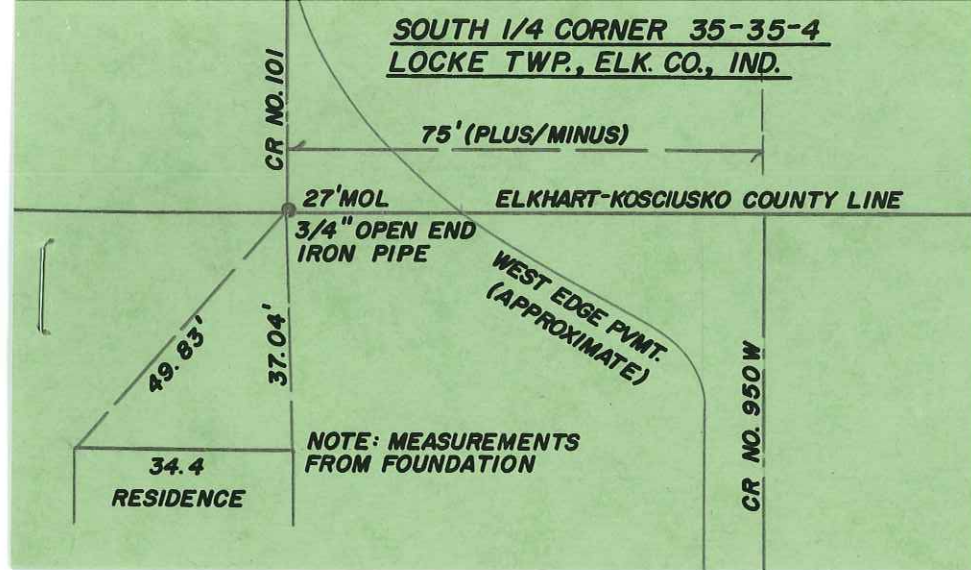 SOUTH 1/4 CORNER 35-35-4
LOCKE TWP., ELK. CO., IND.
CR NO. 101
75' (PLUS/MINUS)
27' MOL
ELKHART-KOSCIUSKO COUNTY LINE
3/4" OPEN END
IRON PIPE
WEST EDGE PVMT.
(APPROXIMATE)
49.83'
37.04'
CR NO. 950 W
NOTE: MEASUREMENTS
FROM FOUNDATION
34.4
RESIDENCE